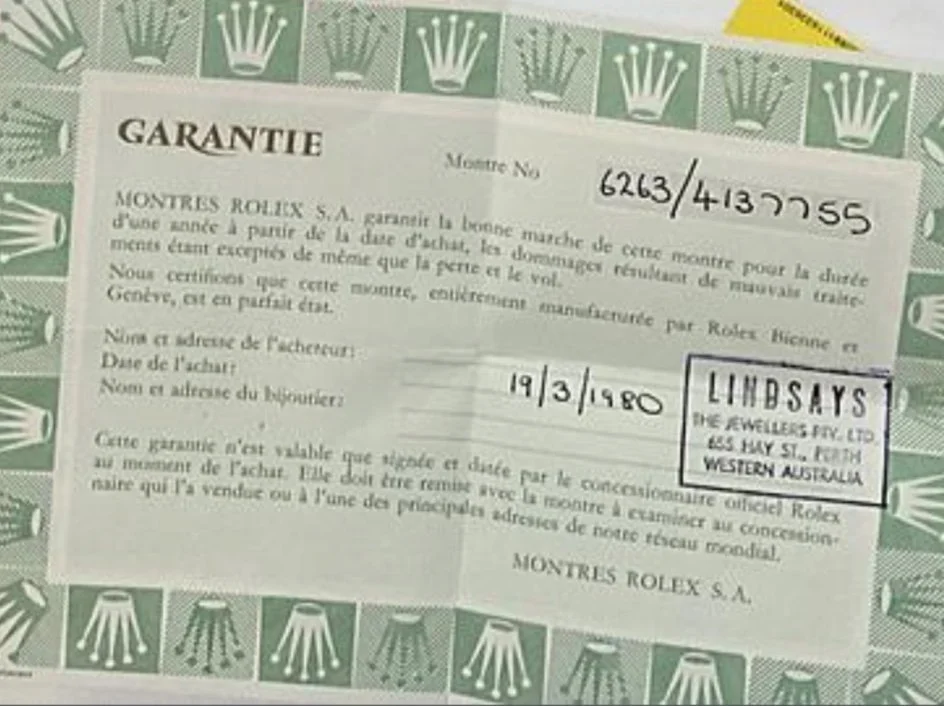 GARANTIE
Montre No 6263/4137755
MONTRES ROLEX S.A. garantit la bonne marche de cette montre pour la durée
d'une année à partir de la date d'achat, les dommages résultant de mauvais traite-
ments étant exceptés de même que la perte et le vol.
Nous certifions que cette montre, entièrement manufacturée par Rolex Bienne et
Genève, est en parfait état.
Nom et adresse de l'acheteur:
Date de l'achat: 19/3/1980
Nom et adresse du bijoutier:
LINDSAYS
THE JEWELLERS PTY. LTD.
655 HAY ST., PERTH
WESTERN AUSTRALIA
Cette garantie n'est valable que signée et datée par le concessionnaire officiel Rolex
au moment de l'achat. Elle doit être remise avec la montre à examiner au concession-
naire qui l'a vendue ou à l'une des principales adresses de notre réseau mondial.
MONTRES ROLEX S.A.